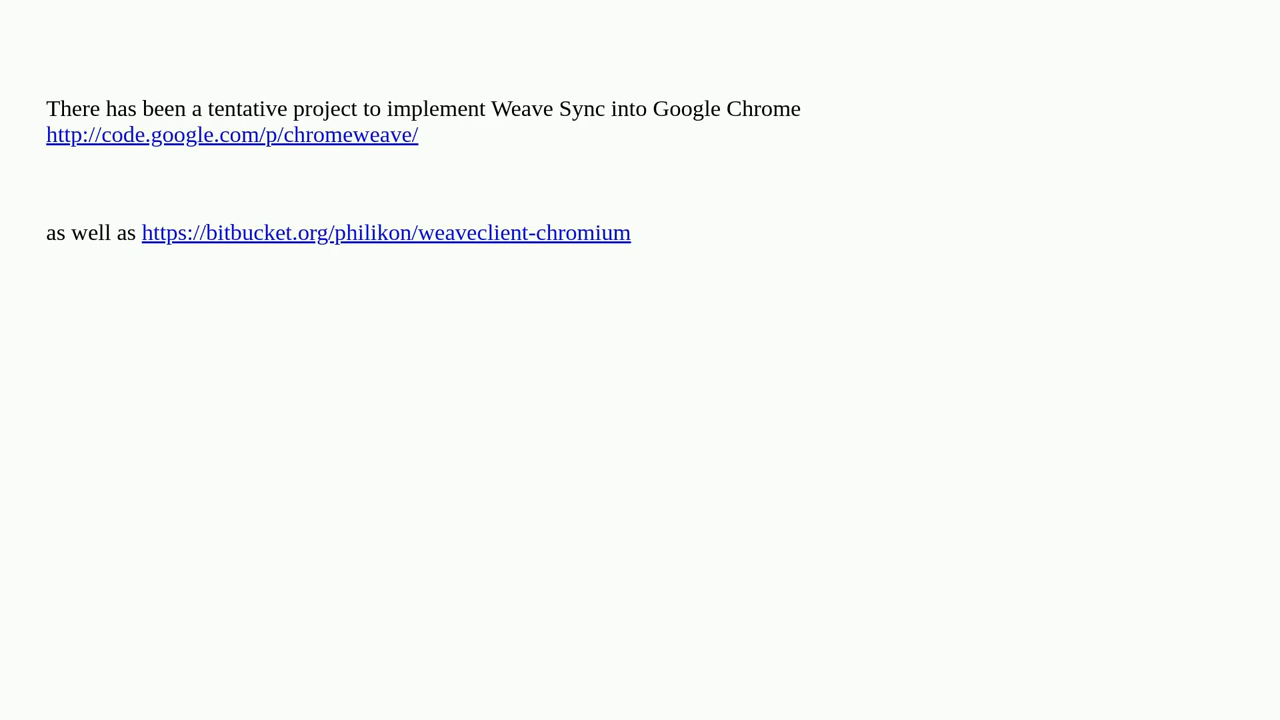 There has been a tentative project to implement Weave Sync into Google Chrome
http://code.google.com/p/chromeweave/
as well as https://bitbucket.org/philikon/weaveclient-chromium